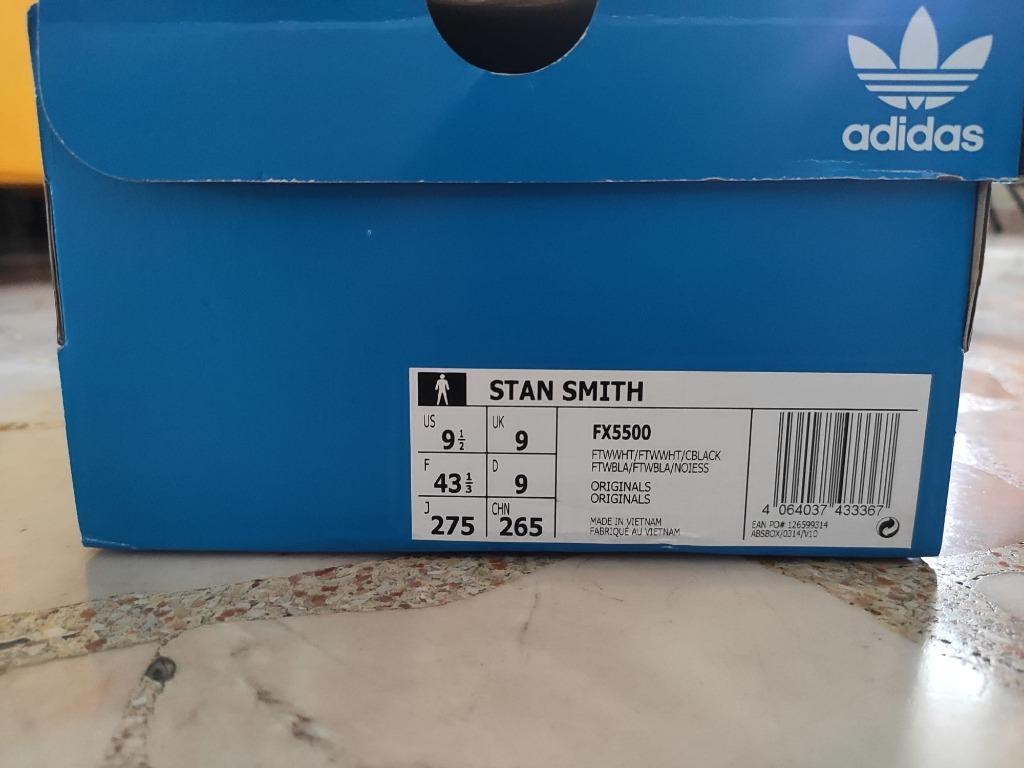 adidas
STAN SMITH
US 9 1/2
UK 9
F 43 1/3
D 9
J 275
CHN 265
FX5500
FTWWHT/FTWWHT/CBLACK
FTWBLA/FTWBLA/NOIESS
ORIGINALS
ORIGINALS
MADE IN VIETNAM
FABRIQUÉ AU VIETNAM
4 064037 433367
EAN PO# 126599314
ABSBOX/0314/V10